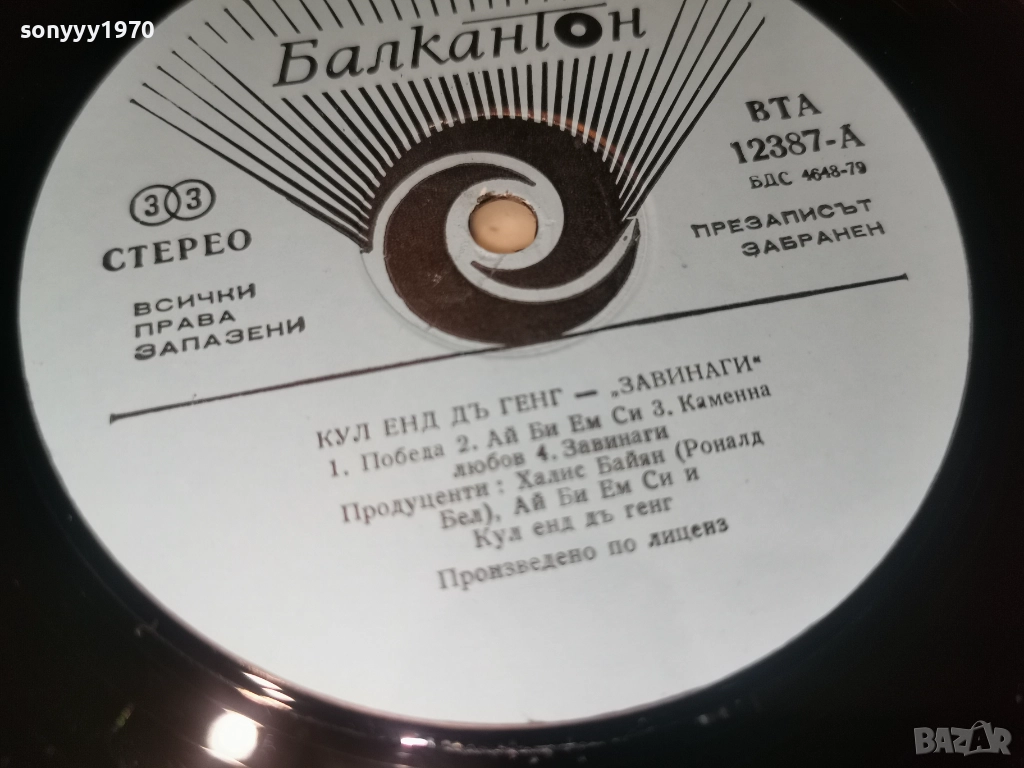 sonyyy1970
Балкантон
ВТА
12387-А
БДС 4648-79
33
СТЕРЕО
ПРЕЗАПИСЪТ
ЗАБРАНЕН
ВСИЧКИ
ПРАВА
ЗАПАЗЕНИ
КУЛ ЕНД ДЪ ГЕНГ — „ЗАВИНАГИ“
1. Победа 2. Ай Би Ем Си 3. Каменна
любов 4. Завинаги
Продуценти: Халис Байян (Роналд
Бел), Ай Би Ем Си и
Кул енд дъ генг
Произведено по лиценз
BAZAR